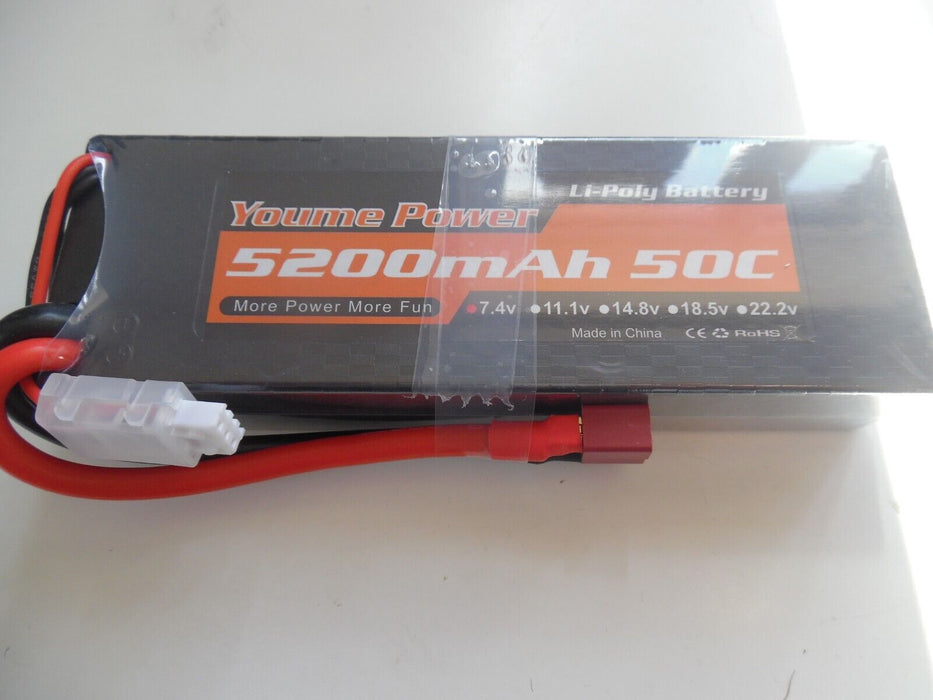 Li-Poly Battery
Youme Power
5200mAh 50C
More Power More Fun ●7.4v ●11.1v ●14.8v ●18.5v ●22.2v
Made in China CE RoHS